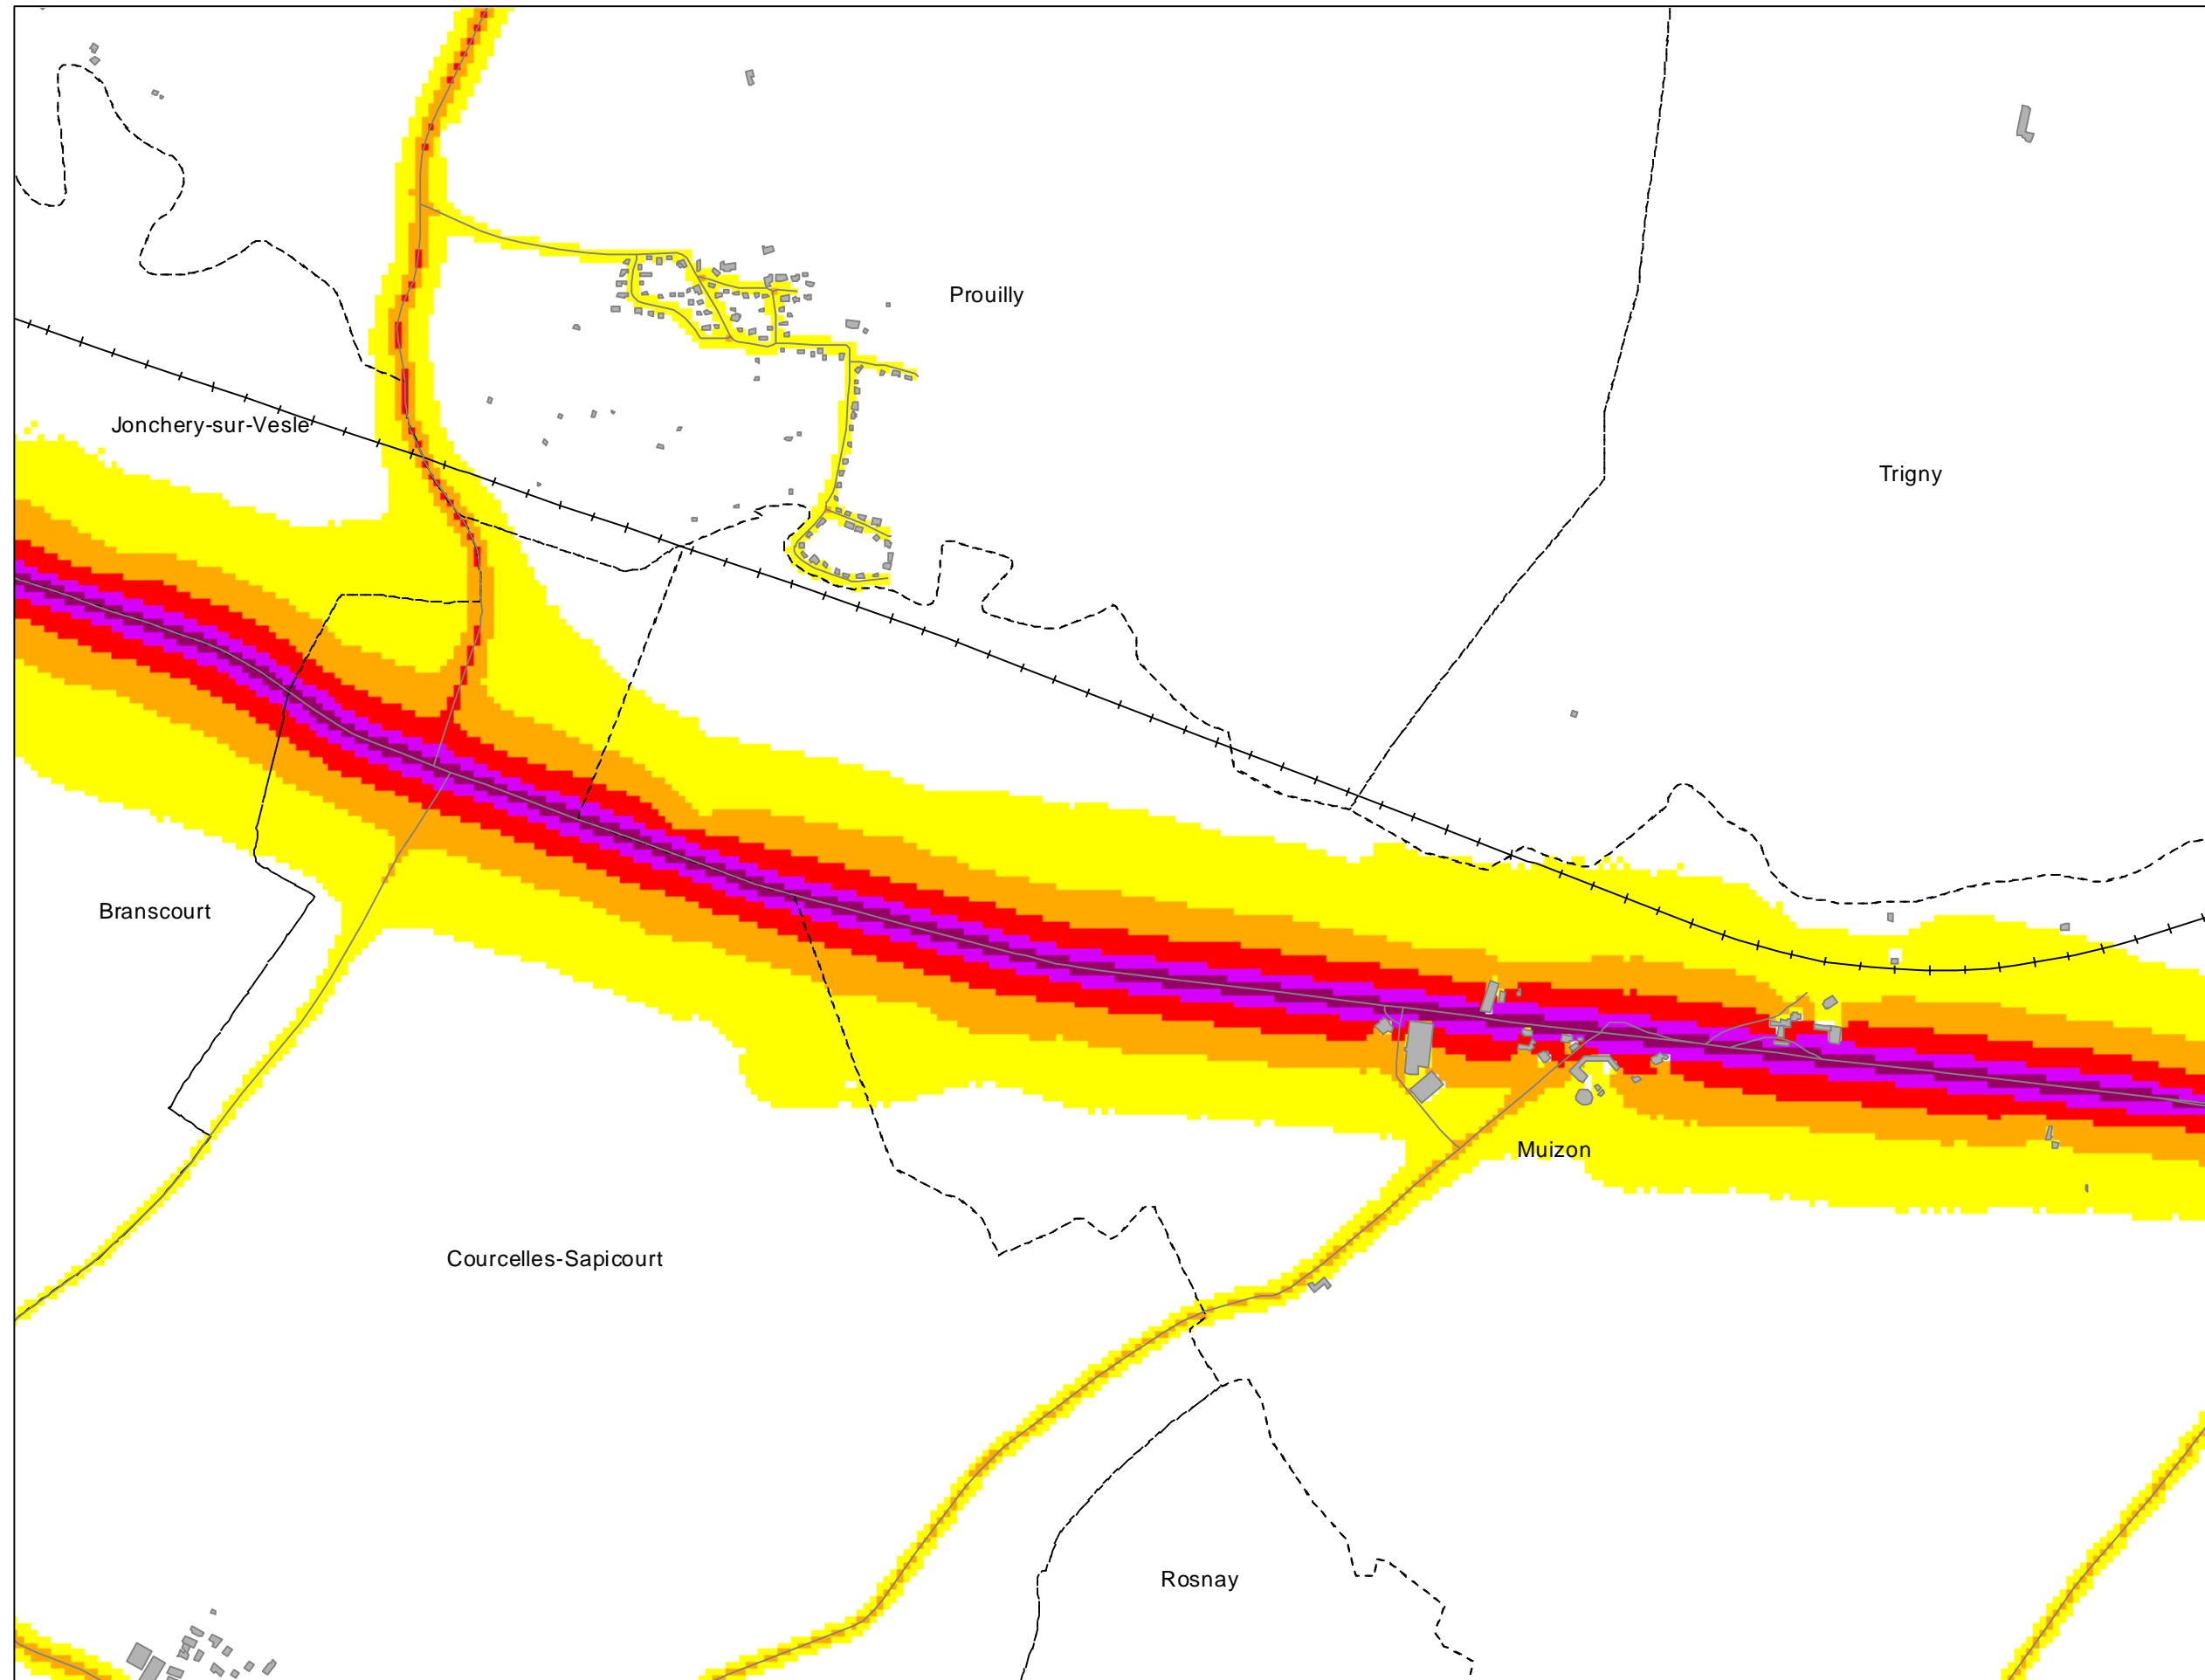 Prouilly
Jonchery-sur-Vesle
Trigny
Branscourt
Muizon
Courcelles-Sapicourt
Rosnay